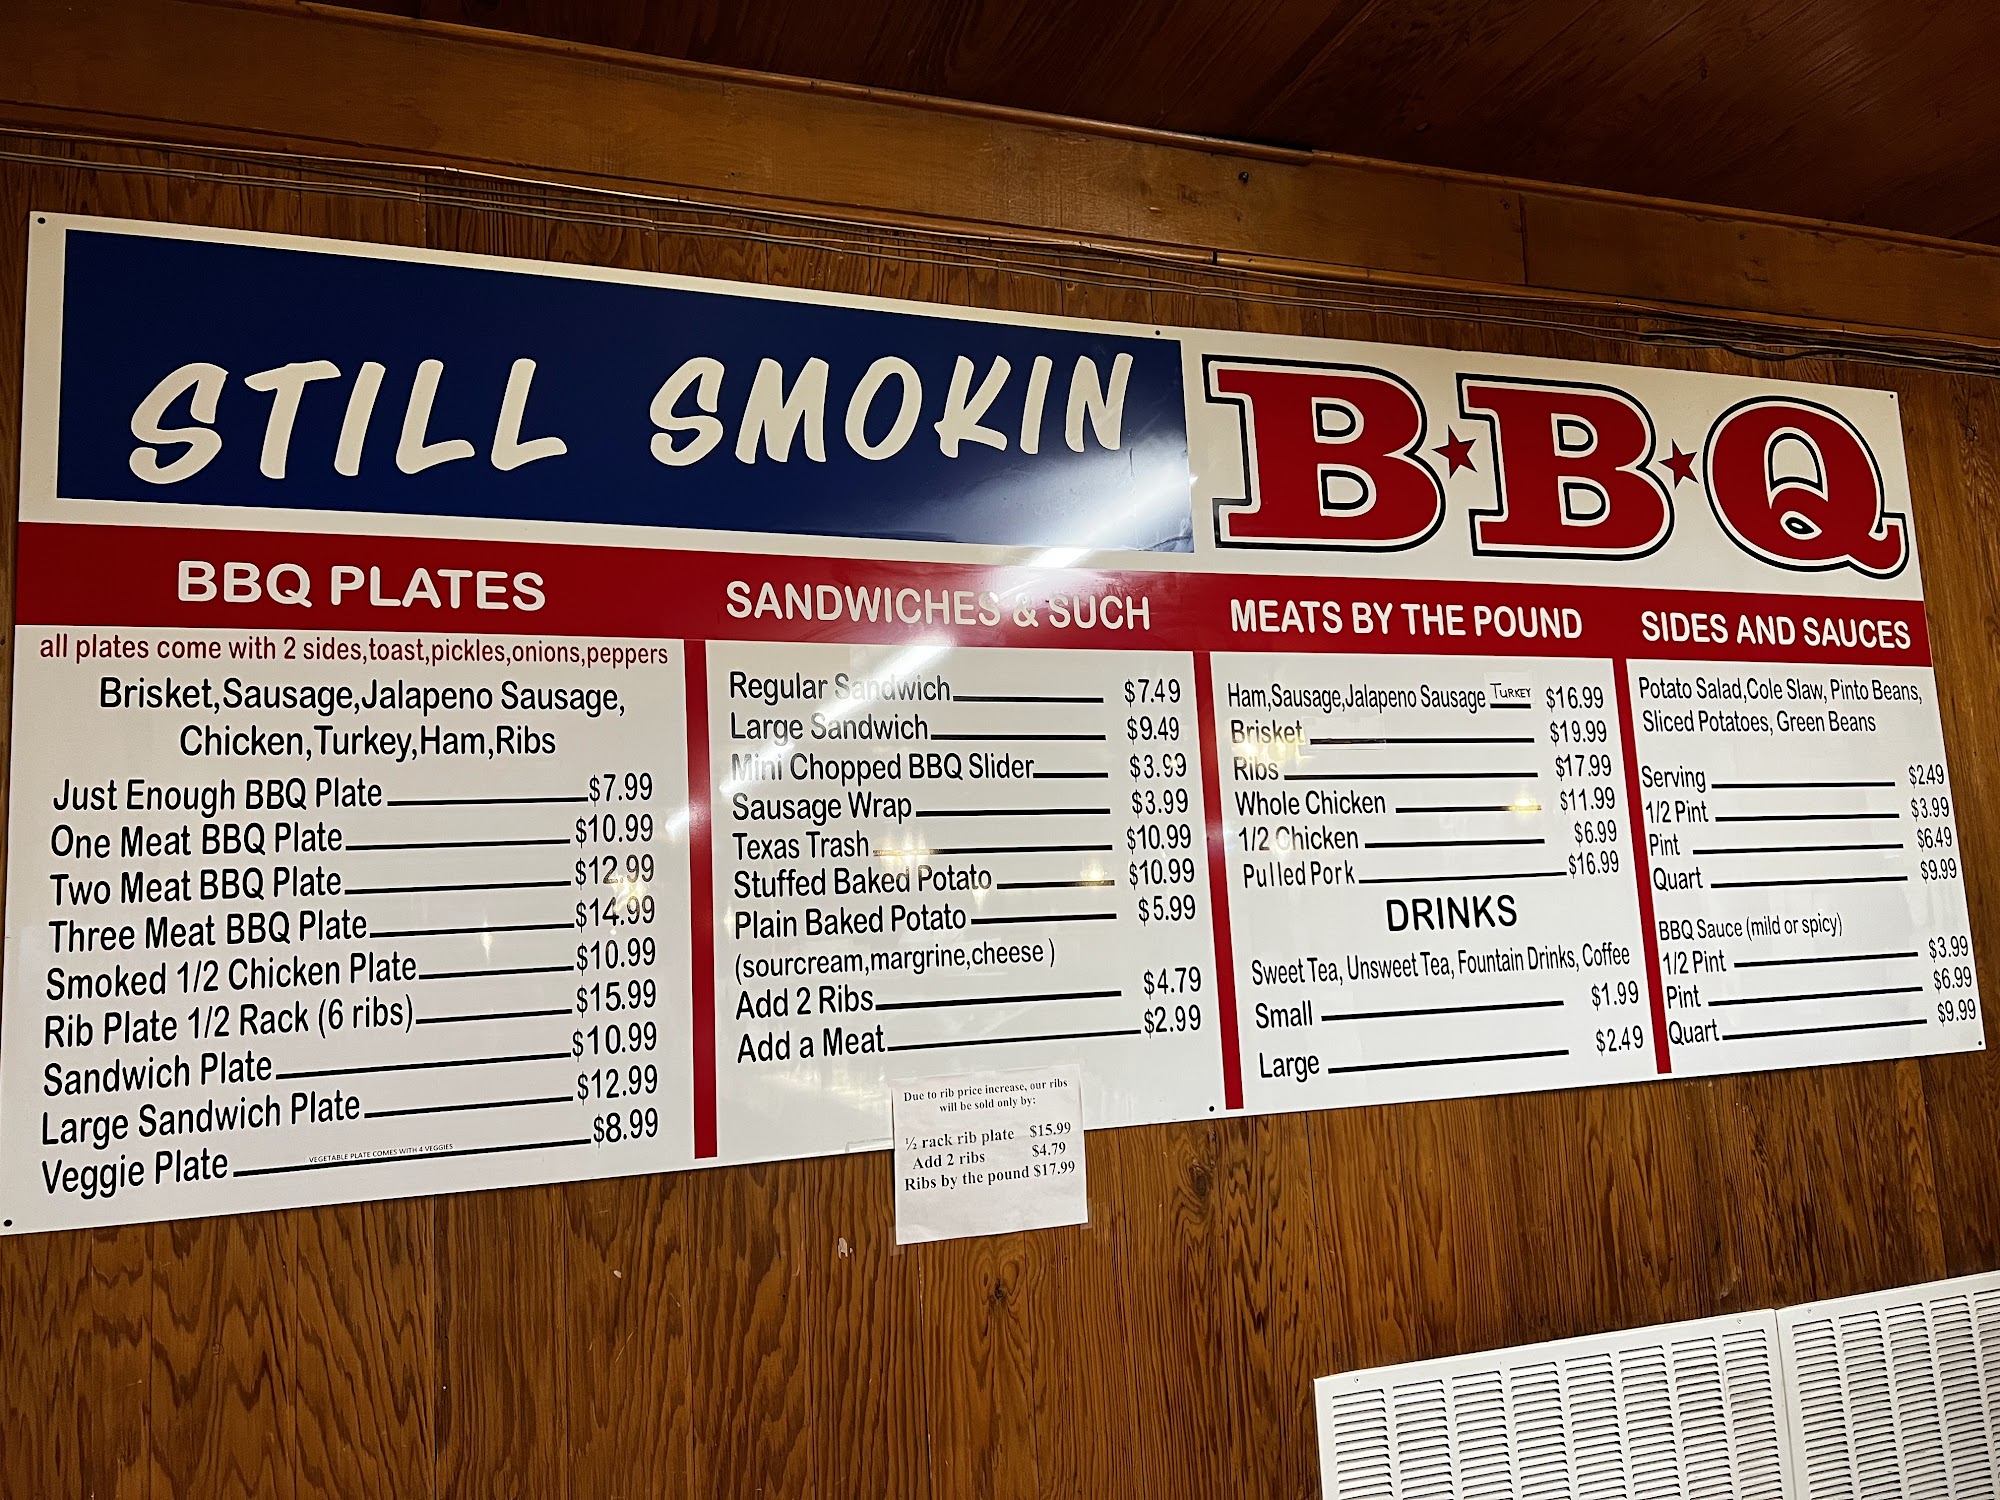 STILL SMOKIN
B★B★Q
BBQ PLATES
all plates come with 2 sides,toast,pickles,onions,peppers
Brisket,Sausage,Jalapeno Sausage,
Chicken,Turkey,Ham,Ribs
Just Enough BBQ Plate $7.99
One Meat BBQ Plate $10.99
Two Meat BBQ Plate $12.99
Three Meat BBQ Plate $14.99
Smoked 1/2 Chicken Plate $10.99
Rib Plate 1/2 Rack (6 ribs) $15.99
Sandwich Plate $10.99
Large Sandwich Plate $12.99
Veggie Plate $8.99
VEGETABLE PLATE COMES WITH 4 VEGGIES
SANDWICHES & SUCH
Regular Sandwich $7.49
Large Sandwich $9.49
Mini Chopped BBQ Slider $3.99
Sausage Wrap $3.99
Texas Trash $10.99
Stuffed Baked Potato $10.99
Plain Baked Potato $5.99
(sourcream,margrine,cheese )
Add 2 Ribs $4.79
Add a Meat $2.99
Due to rib price increase, our ribs
will be sold only by:
½ rack rib plate $15.99
Add 2 ribs $4.79
Ribs by the pound $17.99
MEATS BY THE POUND
Ham,Sausage,Jalapeno Sausage TURKEY $16.99
Brisket $19.99
Ribs $17.99
Whole Chicken $11.99
1/2 Chicken $6.99
Pulled Pork $16.99
DRINKS
Sweet Tea, Unsweet Tea, Fountain Drinks, Coffee
Small $1.99
Large $2.49
SIDES AND SAUCES
Potato Salad,Cole Slaw, Pinto Beans,
Sliced Potatoes, Green Beans
Serving $2.49
1/2 Pint $3.99
Pint $6.49
Quart $9.99
BBQ Sauce (mild or spicy)
1/2 Pint $3.99
Pint $6.99
Quart $9.99